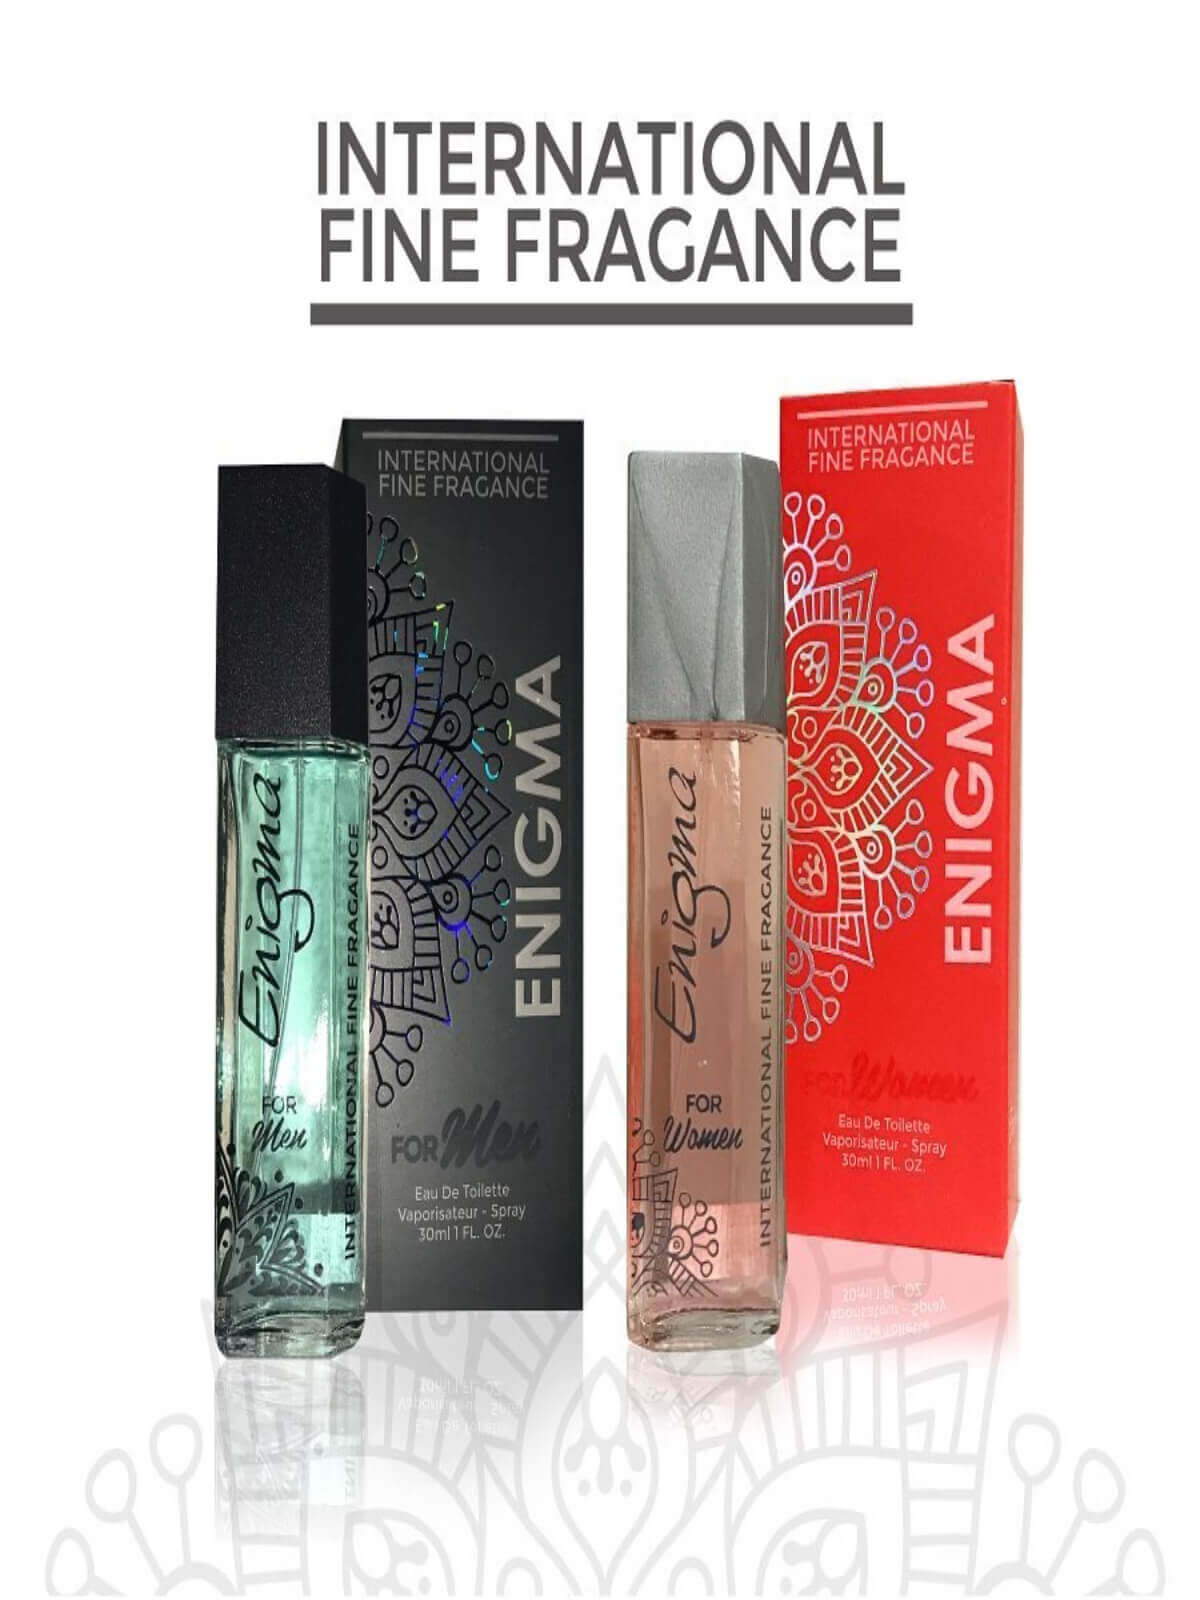 INTERNATIONAL
FINE FRAGANCE
INTERNATIONAL
FINE FRAGANCE
ENIGMA
FOR Men
Eau De Toilette
Vaporisateur - Spray
30ml 1 FL. OZ.
Enigma
INTERNATIONAL FINE FRAGANCE
FOR
Men
INTERNATIONAL
FINE FRAGANCE
ENIGMA
FOR Women
Eau De Toilette
Vaporisateur - Spray
30ml 1 FL. OZ.
Enigma
INTERNATIONAL FINE FRAGANCE
FOR
Women